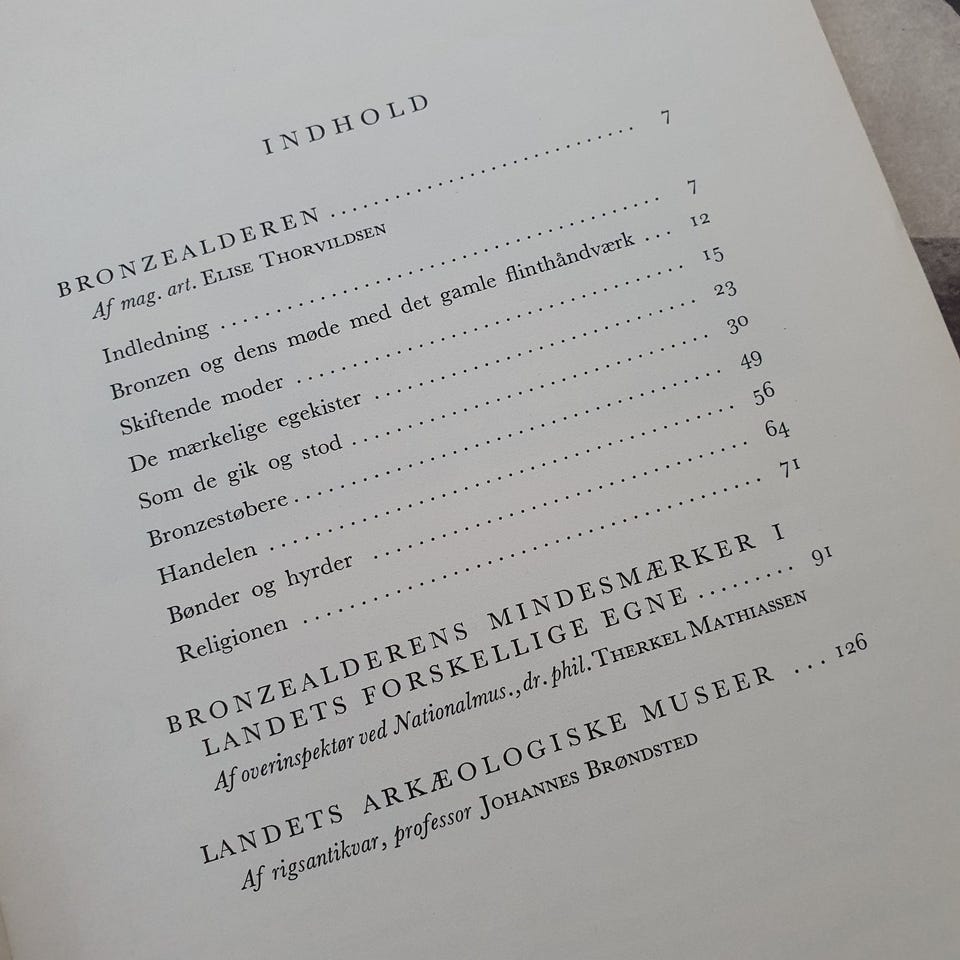 INDHOLD
BRONZEALDEREN ........................ 7
Af mag. art. ELISE THORVILDSEN
Indledning ........................ 7
Bronzen og dens møde med det gamle flinthåndværk ... 12
Skiftende moder ........................ 15
De mærkelige egekister ........................ 23
Som de gik og stod ........................ 30
Bronzestøbere ........................ 49
Handelen ........................ 56
Bønder og hyrder ........................ 64
Religionen ........................ 71
BRONZEALDERENS MINDESMÆRKER I
LANDETS FORSKELLIGE EGNE ........ 91
Af overinspektør ved Nationalmus., dr. phil. THERKEL MATHIASSEN
LANDETS ARKÆOLOGISKE MUSEER ... 126
Af rigsantikvar, professor JOHANNES BRØNDSTED